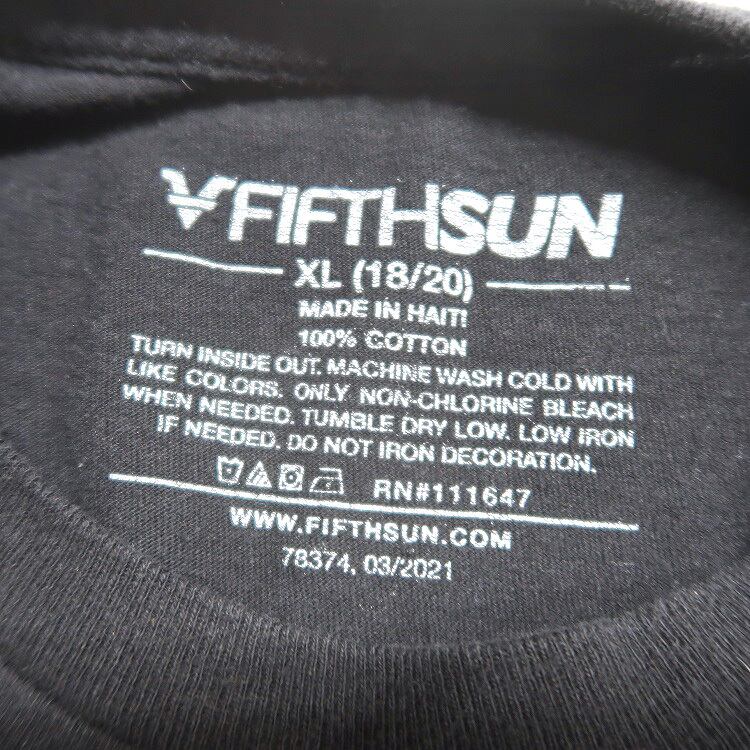 FIFTHSUN
XL (18/20)
MADE IN HAITI
100% COTTON
TURN INSIDE OUT. MACHINE WASH COLD WITH
LIKE COLORS. ONLY NON-CHLORINE BLEACH
WHEN NEEDED. TUMBLE DRY LOW. LOW IRON
IF NEEDED. DO NOT IRON DECORATION.
RN#111647
WWW.FIFTHSUN.COM
78374, 03/2021